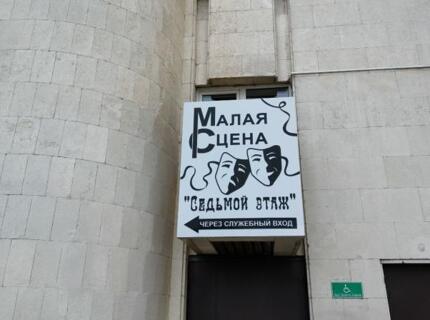 Малая
Сцена
"Седьмой этаж"
через служебный вход